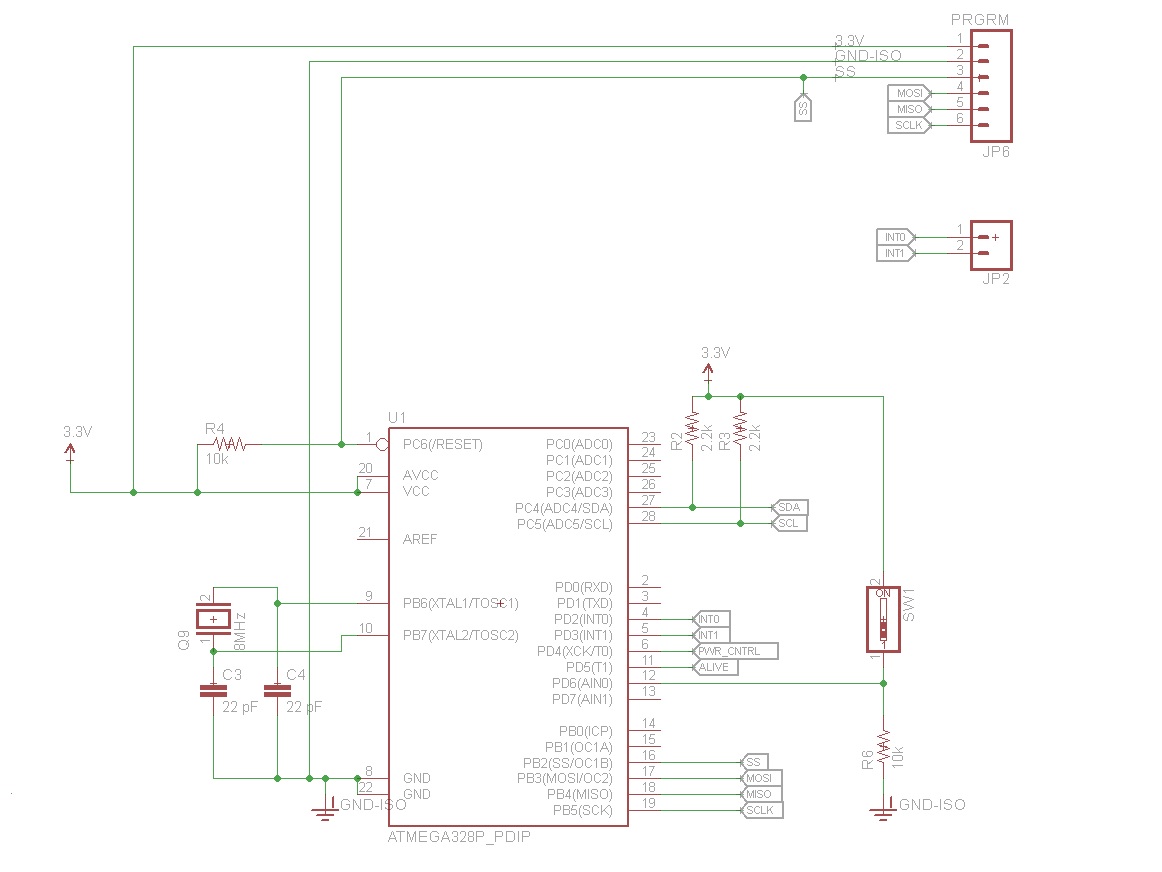 PRGRM
3.3V 1
GND-ISO 2
SS 3
MOSI 4
MISO 5
SCLK 6
SS
JP6
INT0 1
INT1 2
JP2
3.3V
3.3V
R4
10k
U1
R2 2.2k R3 2.2k
1 PC6(/RESET) PC0(ADC0) 23
PC1(ADC1) 24
20 AVCC PC2(ADC2) 25
7 VCC PC3(ADC3) 26
PC4(ADC4/SDA) 27 SDA
PC5(ADC5/SCL) 28 SCL
21 AREF
PD0(RXD) 2
9 PB6(XTAL1/TOSC1) PD1(TXD) 3
PD2(INT0) 4 INT0
10 PB7(XTAL2/TOSC2) PD3(INT1) 5 INT1
PD4(XCK/T0) 6 PWR_CNTRL
PD5(T1) 11 ALIVE
PD6(AIN0) 12
PD7(AIN1) 13
2
ON
SW1
1
2
Q9 8MHz
1
C3 C4
22 pF 22 pF
PB0(ICP) 14
PB1(OC1A) 15
PB2(SS/OC1B) 16 SS
8 GND PB3(MOSI/OC2) 17 MOSI
22 GND PB4(MISO) 18 MISO
PB5(SCK) 19 SCLK
R6 10k
GND-ISO
GND-ISO
ATMEGA328P_PDIP